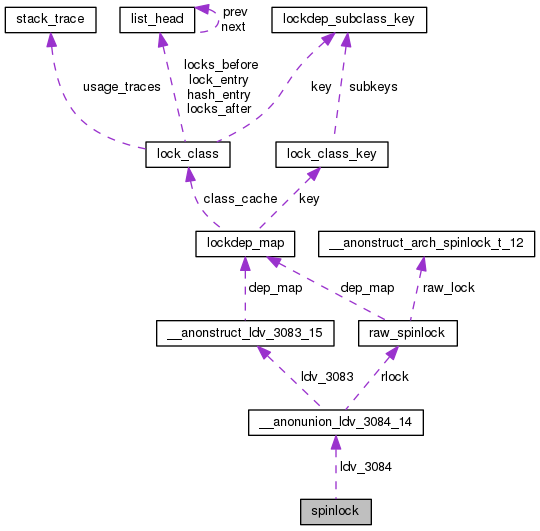 stack_trace
list_head
prev
next
lockdep_subclass_key
usage_traces
locks_before
lock_entry
hash_entry
locks_after
key
subkeys
lock_class
lock_class_key
class_cache
key
lockdep_map
__anonstruct_arch_spinlock_t_12
dep_map
dep_map
raw_lock
__anonstruct_ldv_3083_15
raw_spinlock
ldv_3083
rlock
__anonunion_ldv_3084_14
ldv_3084
spinlock